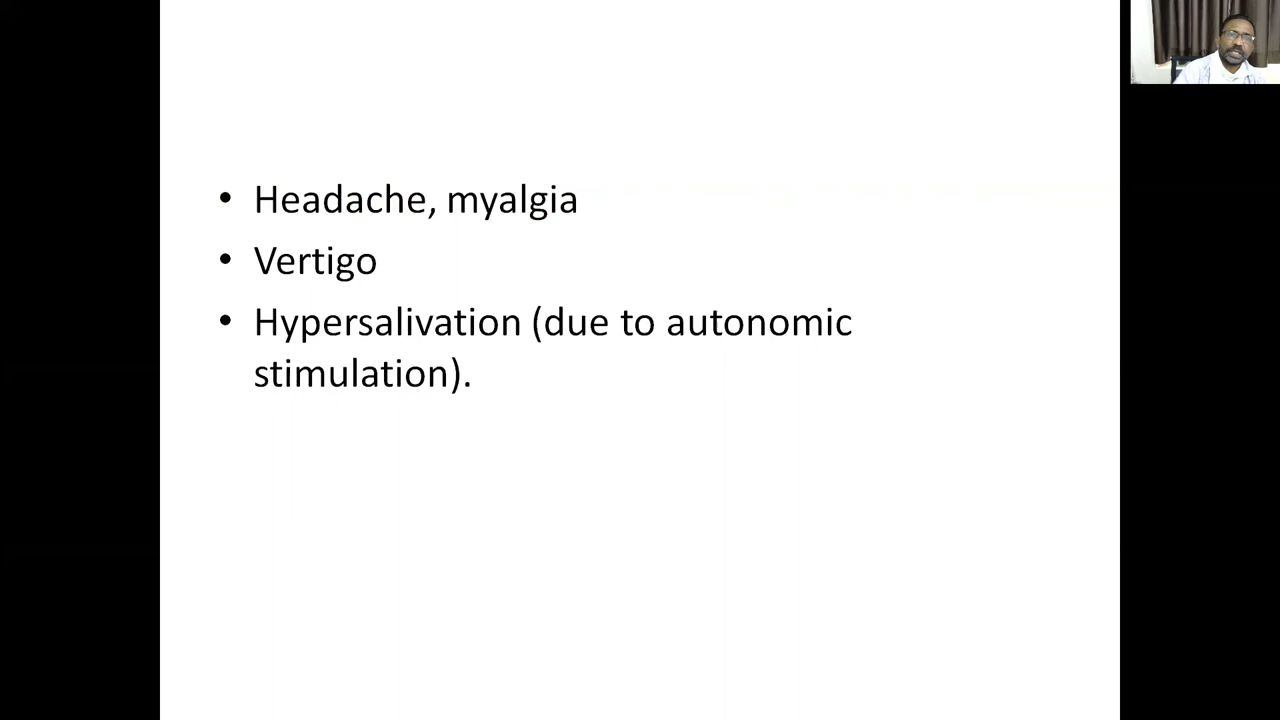 • Headache, myalgia
• Vertigo
• Hypersalivation (due to autonomic
stimulation).